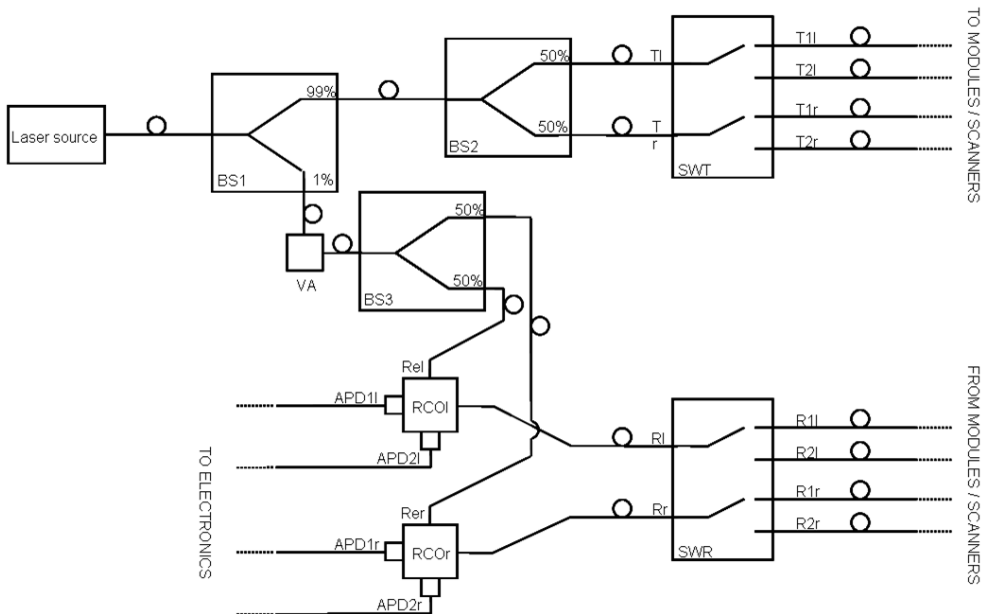 Laser source
99%
1%
BS1
50%
50%
BS2
Tl
T
r
SWT
T1l
T2l
T1r
T2r
TO MODULES / SCANNERS
VA
50%
50%
BS3
Rel
APD1l
RCOl
APD2l
Rer
APD1r
RCOr
APD2r
TO ELECTRONICS
Rl
Rr
SWR
R1l
R2l
R1r
R2r
FROM MODULES / SCANNERS